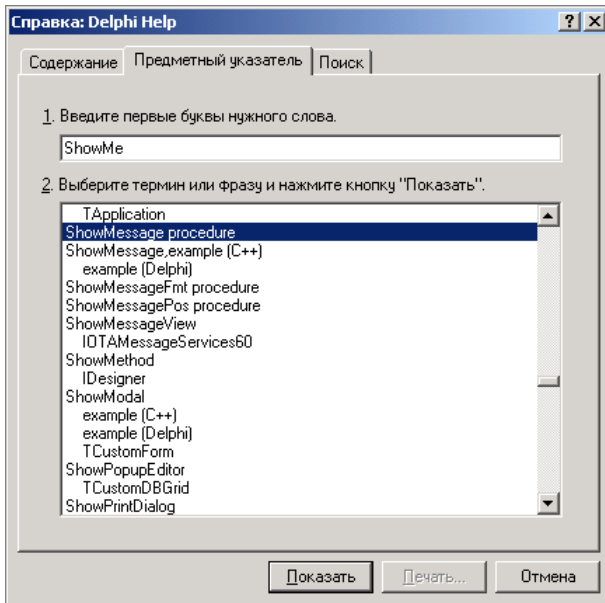 Справка: Delphi Help
Содержание Предметный указатель Поиск
1. Введите первые буквы нужного слова.
ShowMe
2. Выберите термин или фразу и нажмите кнопку "Показать".
TApplication
ShowMessage procedure
ShowMessage,example (C++)
example (Delphi)
ShowMessageFmt procedure
ShowMessagePos procedure
ShowMessageView
IOTAMessageServices60
ShowMethod
IDesigner
ShowModal
example (C++)
example (Delphi)
TCustomForm
ShowPopupEditor
TCustomDBGrid
ShowPrintDialog
Показать Печать... Отмена